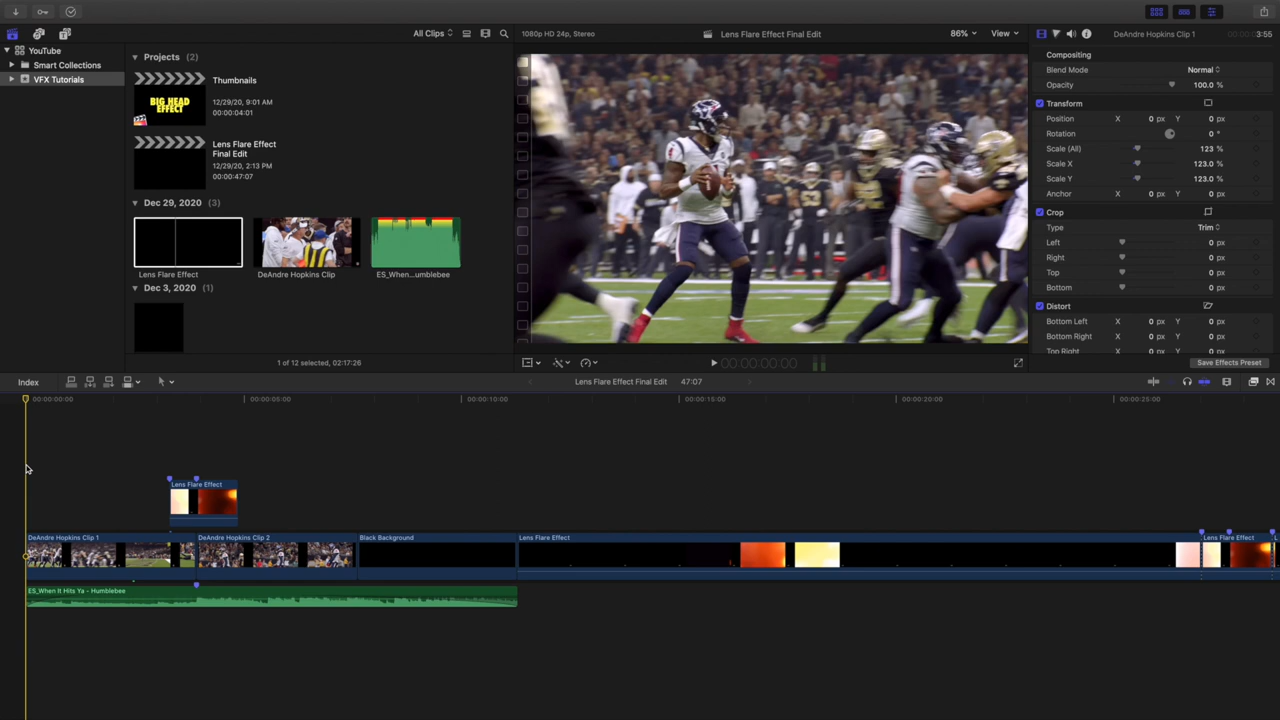 All Clips
1080p HD 24p, Stereo
Lens Flare Effect Final Edit
86%
View
DeAndre Hopkins Clip 1
3:55
YouTube
Smart Collections
VFX Tutorials
Projects (2)
Thumbnails
12/29/20, 9:01 AM
00:00:04:01
BIG HEAD
EFFECT
Lens Flare Effect
Final Edit
12/29/20, 2:13 PM
00:00:47:07
Dec 29, 2020 (3)
Lens Flare Effect
DeAndre Hopkins Clip
ES_When...umblebee
Dec 3, 2020 (1)
1 of 12 selected, 02:17:26
00:00:00:00
Compositing
Blend Mode Normal
Opacity 100.0 %
Transform
Position X 0 px Y 0 px
Rotation 0 °
Scale (All) 123 %
Scale X 123.0 %
Scale Y 123.0 %
Anchor X 0 px Y 0 px
Crop
Type Trim
Left 0 px
Right 0 px
Top 0 px
Bottom 0 px
Distort
Bottom Left X 0 px Y 0 px
Bottom Right X 0 px Y 0 px
Top Right X 0 px Y 0 px
Save Effects Preset
Index
Lens Flare Effect Final Edit 47:07
00:00:00:00 00:00:05:00 00:00:10:00 00:00:15:00 00:00:20:00 00:00:25:00
Lens Flare Effect
DeAndre Hopkins Clip 1 DeAndre Hopkins Clip 2 Black Background Lens Flare Effect Lens Flare Effect L
ES_When It Hits Ya - Humblebee